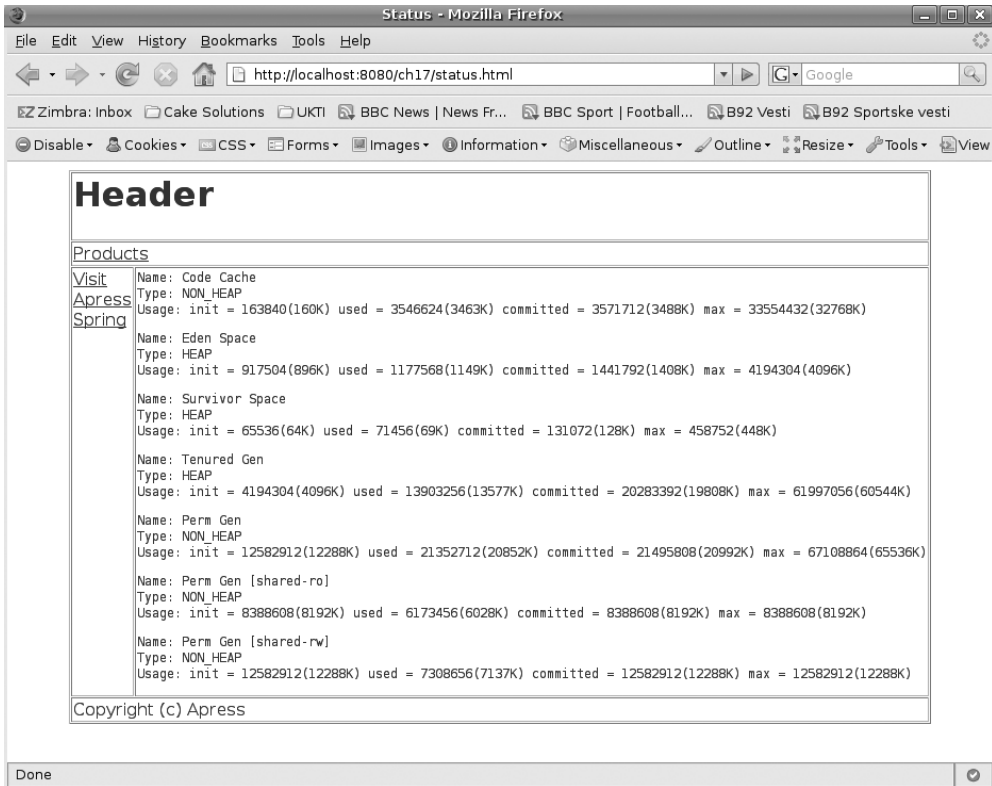 Status - Mozilla Firefox
File Edit View History Bookmarks Tools Help
http://localhost:8080/ch17/status.html
G Google
Zimbra: Inbox Cake Solutions UKTI BBC News | News Fr... BBC Sport | Football... B92 Vesti B92 Sportske vesti
Disable Cookies CSS Forms Images Information Miscellaneous Outline Resize Tools View
Header
Products
Visit
Apress
Spring
Name: Code Cache
Type: NON_HEAP
Usage: init = 163840(160K) used = 3546624(3463K) committed = 3571712(3488K) max = 33554432(32768K)
Name: Eden Space
Type: HEAP
Usage: init = 917504(896K) used = 1177568(1149K) committed = 1441792(1408K) max = 4194304(4096K)
Name: Survivor Space
Type: HEAP
Usage: init = 65536(64K) used = 71456(69K) committed = 131072(128K) max = 458752(448K)
Name: Tenured Gen
Type: HEAP
Usage: init = 4194304(4096K) used = 13903256(13577K) committed = 20283392(19808K) max = 61997056(60544K)
Name: Perm Gen
Type: NON_HEAP
Usage: init = 12582912(12288K) used = 21352712(20852K) committed = 21495808(20992K) max = 67108864(65536K)
Name: Perm Gen [shared-ro]
Type: NON_HEAP
Usage: init = 8388608(8192K) used = 6173456(6028K) committed = 8388608(8192K) max = 8388608(8192K)
Name: Perm Gen [shared-rw]
Type: NON_HEAP
Usage: init = 12582912(12288K) used = 7308656(7137K) committed = 12582912(12288K) max = 12582912(12288K)
Copyright (c) Apress
Done